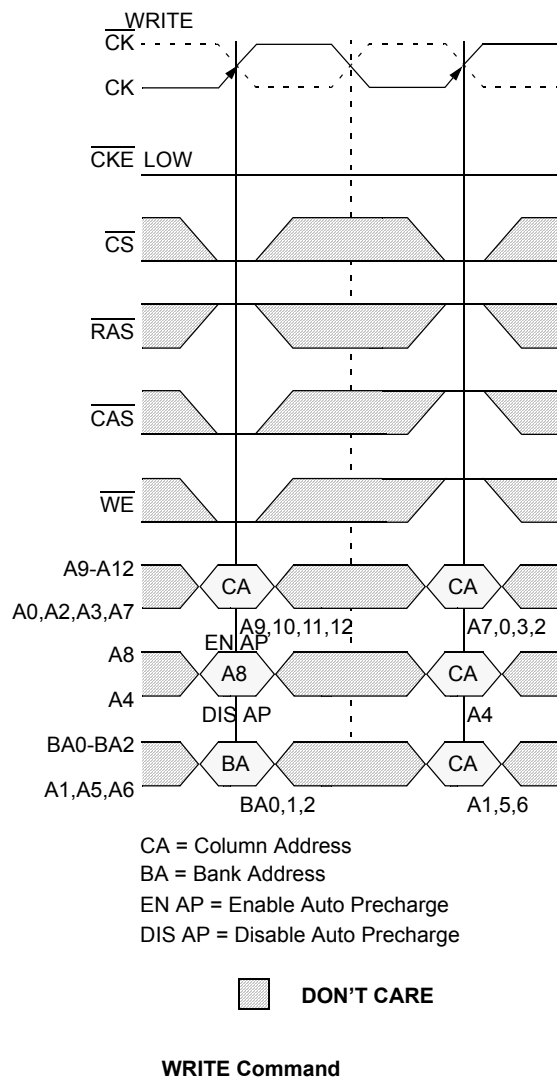 WRITE
CK
CK
CKE LOW
CS
RAS
CAS
WE
A9-A12
CA
CA
A0,A2,A3,A7
A9,10,11,12
A7,0,3,2
EN AP
A8
A8
CA
A4
DIS AP
A4
BA0-BA2
BA
CA
A1,A5,A6
BA0,1,2
A1,5,6
CA = Column Address
BA = Bank Address
EN AP = Enable Auto Precharge
DIS AP = Disable Auto Precharge
DON'T CARE
WRITE Command